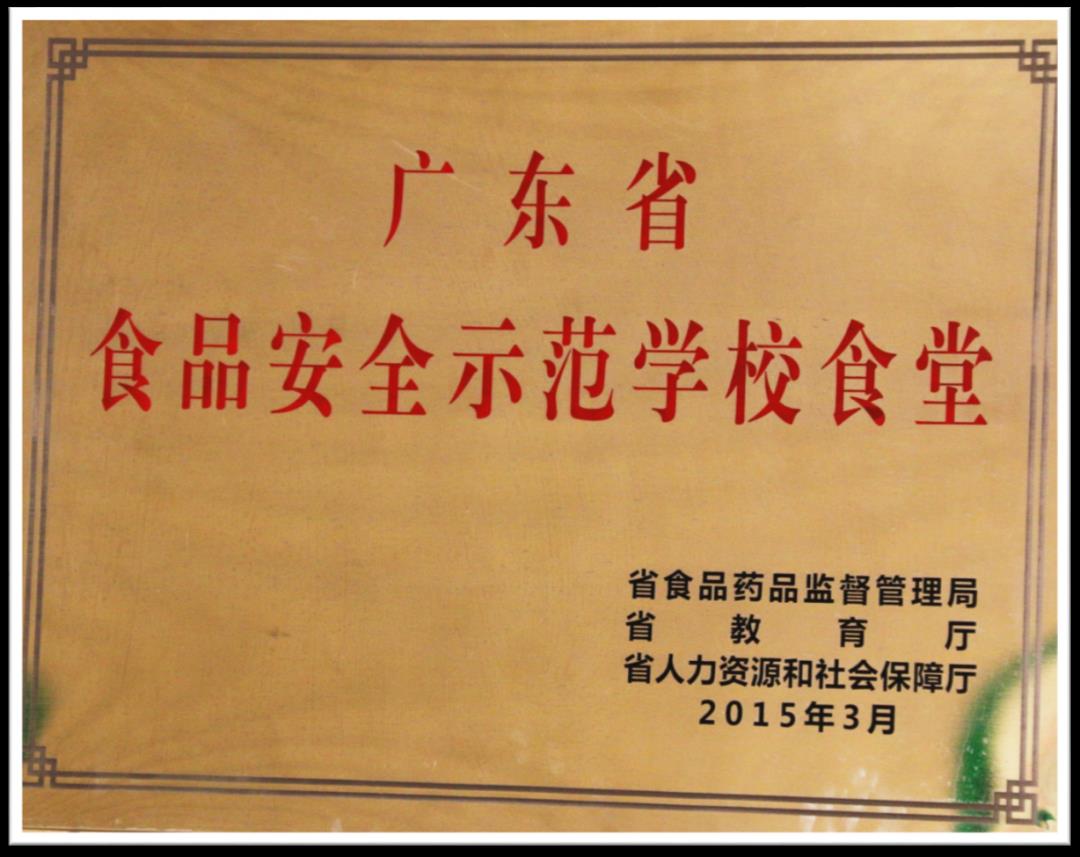 广东省
食品安全示范学校食堂
省食品药品监督管理局
省教育厅
省人力资源和社会保障厅
2015年3月